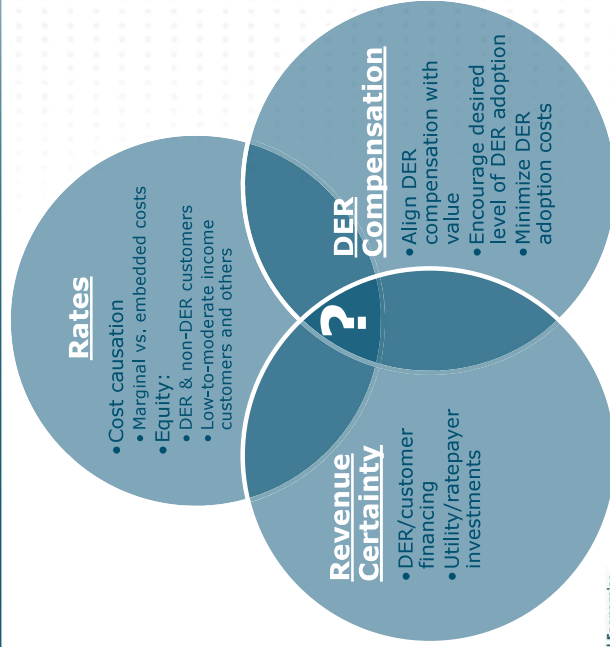 Rates
•Cost causation
•Marginal vs. embedded costs
•Equity:
•DER & non-DER customers
•Low-to-moderate income
customers and others
Revenue
Certainty
•DER/customer
financing
•Utility/ratepayer
investments
?
DER
Compensation
•Align DER
compensation with
value
•Encourage desired
level of DER adoption
•Minimize DER
adoption costs